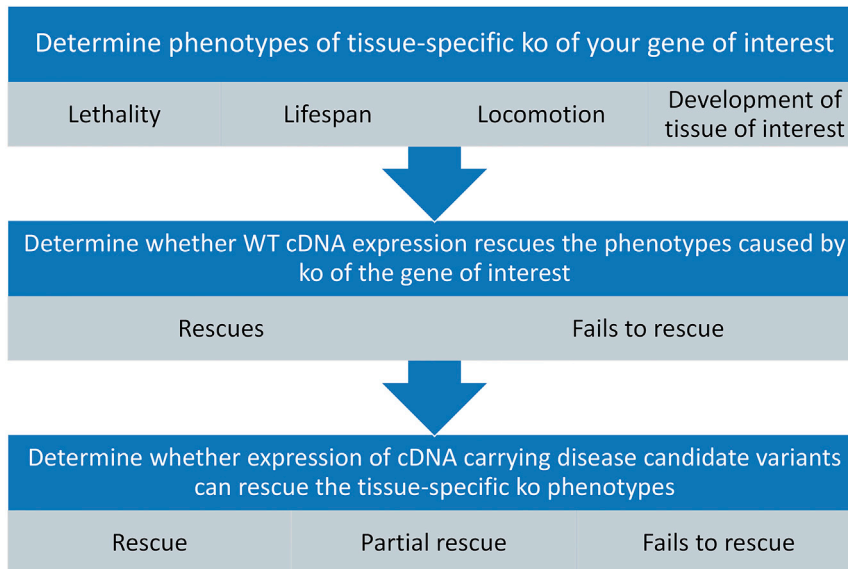 Determine phenotypes of tissue-specific ko of your gene of interest
Lethality
Lifespan
Locomotion
Development of
tissue of interest
Determine whether WT cDNA expression rescues the phenotypes caused by
ko of the gene of interest
Rescues
Fails to rescue
Determine whether expression of cDNA carrying disease candidate variants
can rescue the tissue-specific ko phenotypes
Rescue
Partial rescue
Fails to rescue